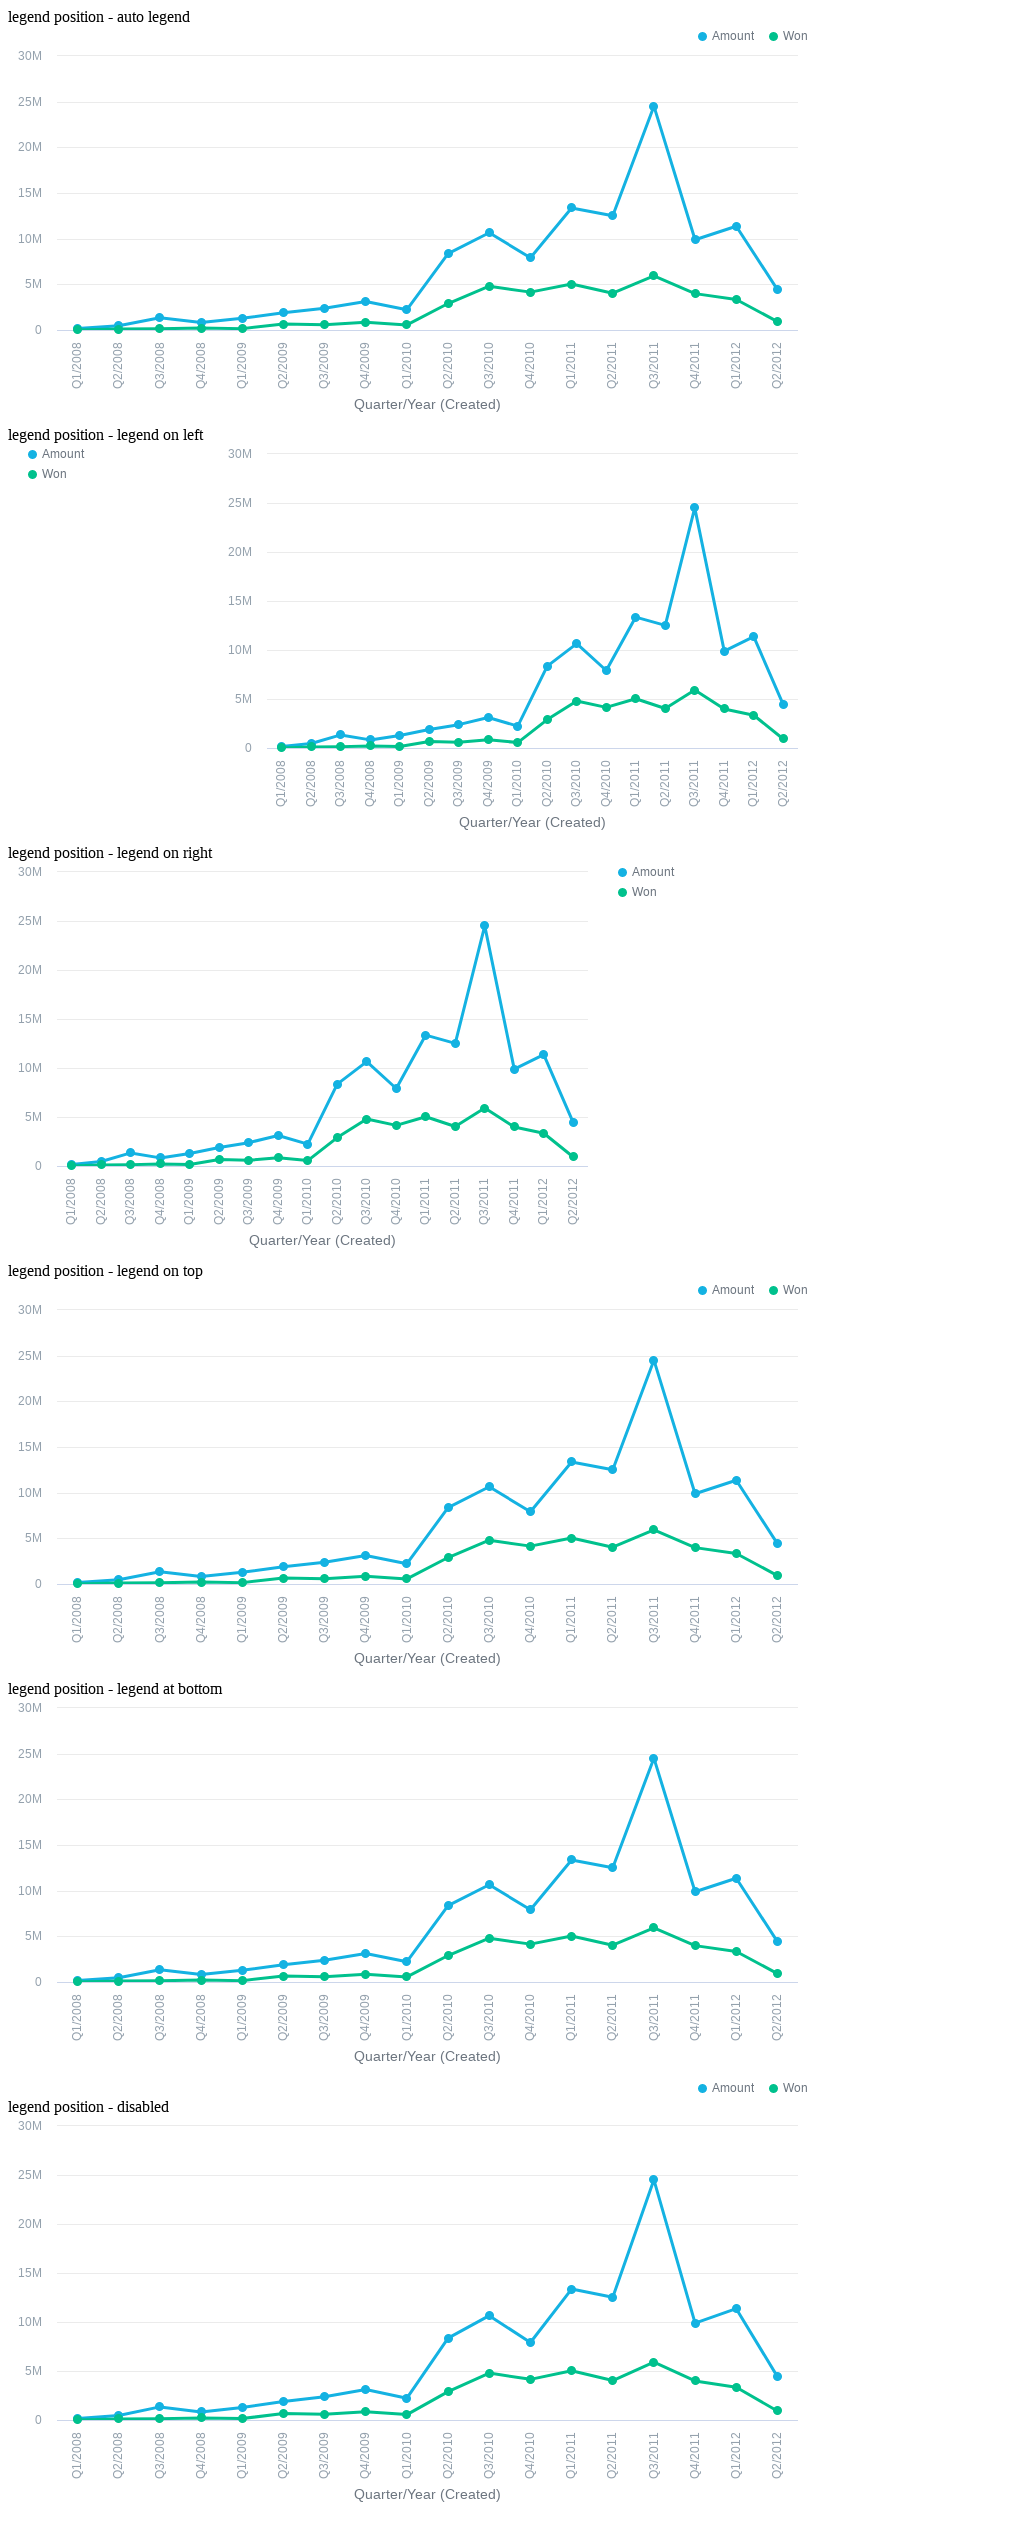 legend position - auto legend
Amount Won
30M
25M
20M
15M
10M
5M
0
Q1/2008 Q2/2008 Q3/2008 Q4/2008 Q1/2009 Q2/2009 Q3/2009 Q4/2009 Q1/2010 Q2/2010 Q3/2010 Q4/2010 Q1/2011 Q2/2011 Q3/2011 Q4/2011 Q1/2012 Q2/2012
Quarter/Year (Created)
legend position - legend on left
Amount
Won
30M
25M
20M
15M
10M
5M
0
Q1/2008 Q2/2008 Q3/2008 Q4/2008 Q1/2009 Q2/2009 Q3/2009 Q4/2009 Q1/2010 Q2/2010 Q3/2010 Q4/2010 Q1/2011 Q2/2011 Q3/2011 Q4/2011 Q1/2012 Q2/2012
Quarter/Year (Created)
legend position - legend on right
30M
25M
20M
15M
10M
5M
0
Q1/2008 Q2/2008 Q3/2008 Q4/2008 Q1/2009 Q2/2009 Q3/2009 Q4/2009 Q1/2010 Q2/2010 Q3/2010 Q4/2010 Q1/2011 Q2/2011 Q3/2011 Q4/2011 Q1/2012 Q2/2012
Quarter/Year (Created)
Amount
Won
legend position - legend on top
Amount Won
30M
25M
20M
15M
10M
5M
0
Q1/2008 Q2/2008 Q3/2008 Q4/2008 Q1/2009 Q2/2009 Q3/2009 Q4/2009 Q1/2010 Q2/2010 Q3/2010 Q4/2010 Q1/2011 Q2/2011 Q3/2011 Q4/2011 Q1/2012 Q2/2012
Quarter/Year (Created)
legend position - legend at bottom
30M
25M
20M
15M
10M
5M
0
Q1/2008 Q2/2008 Q3/2008 Q4/2008 Q1/2009 Q2/2009 Q3/2009 Q4/2009 Q1/2010 Q2/2010 Q3/2010 Q4/2010 Q1/2011 Q2/2011 Q3/2011 Q4/2011 Q1/2012 Q2/2012
Quarter/Year (Created)
Amount Won
legend position - disabled
30M
25M
20M
15M
10M
5M
0
Q1/2008 Q2/2008 Q3/2008 Q4/2008 Q1/2009 Q2/2009 Q3/2009 Q4/2009 Q1/2010 Q2/2010 Q3/2010 Q4/2010 Q1/2011 Q2/2011 Q3/2011 Q4/2011 Q1/2012 Q2/2012
Quarter/Year (Created)